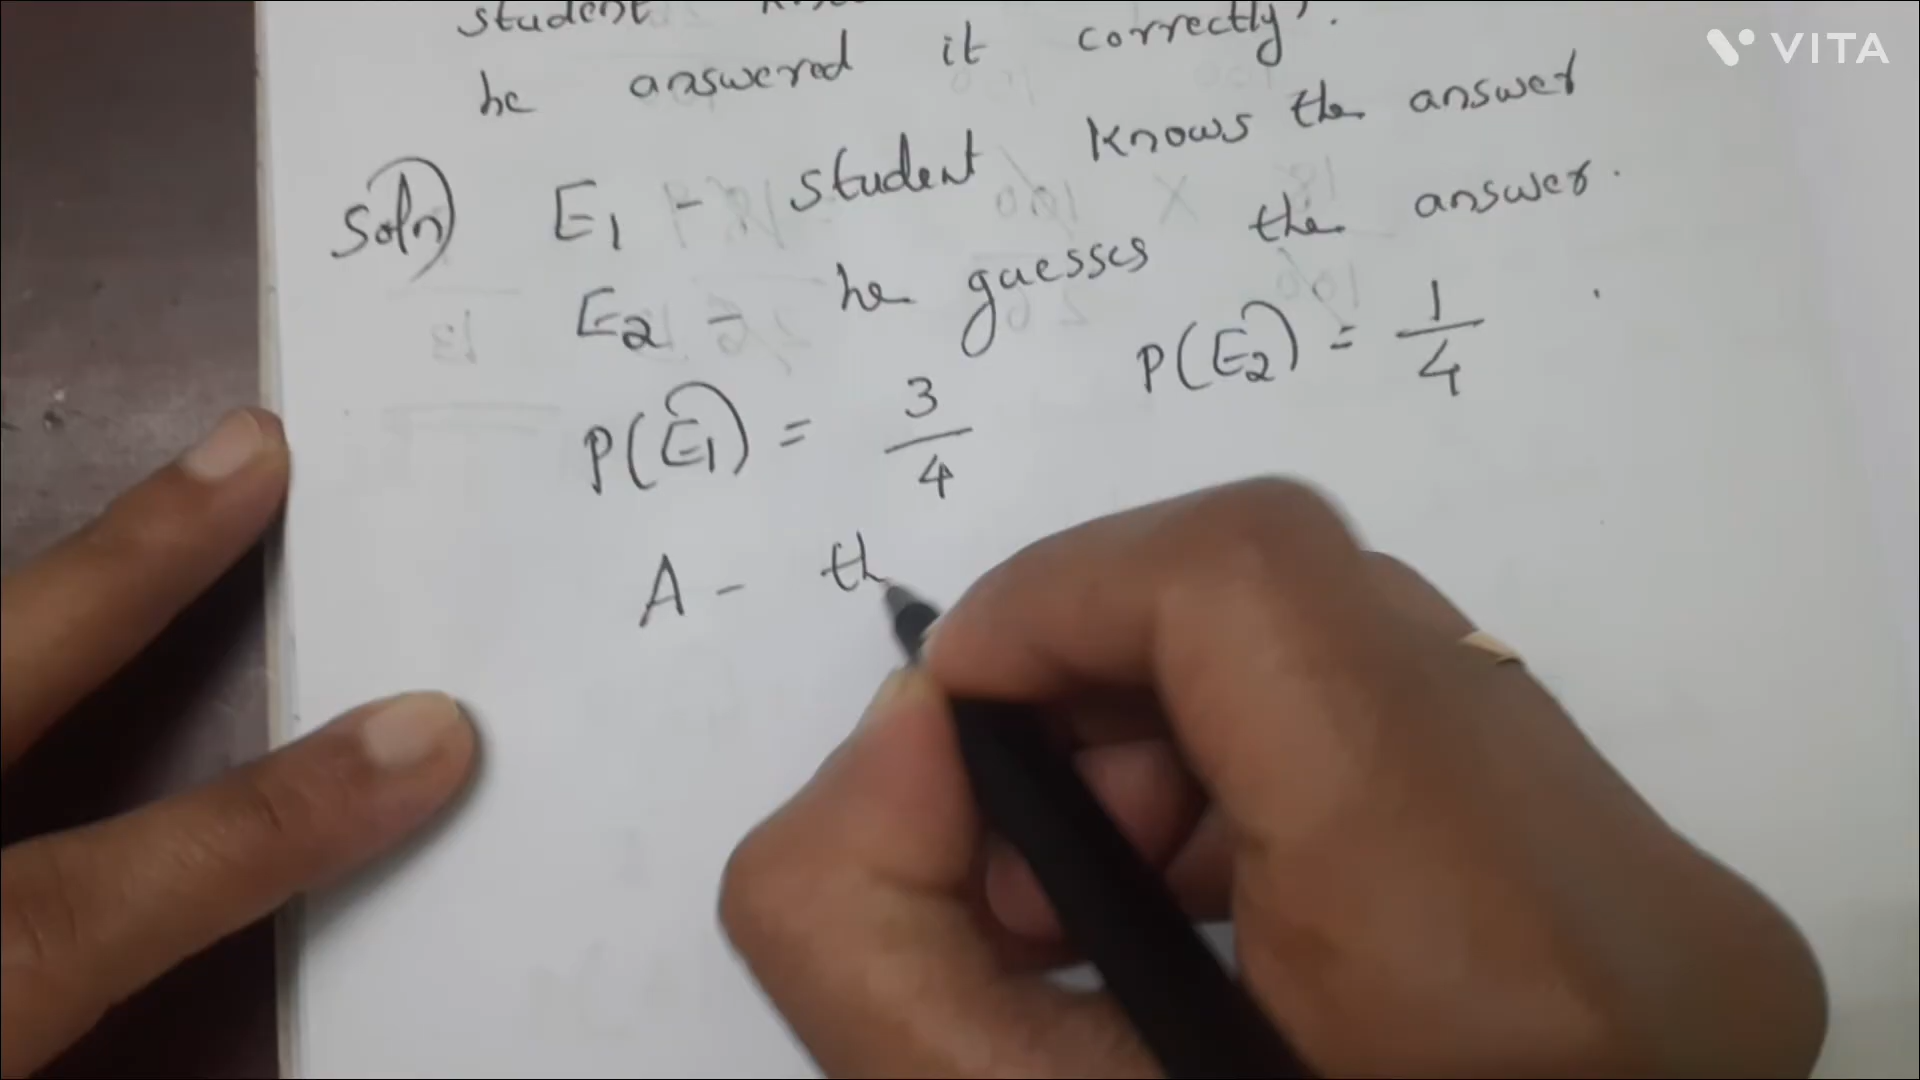 student
he answered it correctly'.
Soln) E1 - student knows the answer
E2 - he guesses the answer.
P(E1) = 3/4 P(E2) = 1/4
A - th
VITA